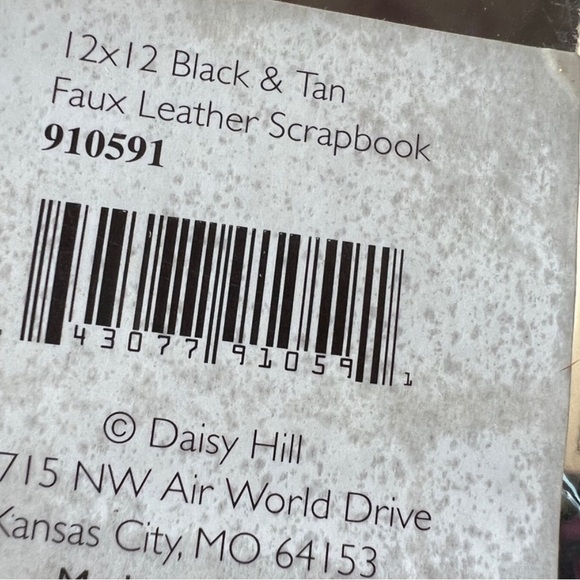 12x12 Black & Tan
Faux Leather Scrapbook
910591
43077 91059 1
© Daisy Hill
715 NW Air World Drive
Kansas City, MO 64153